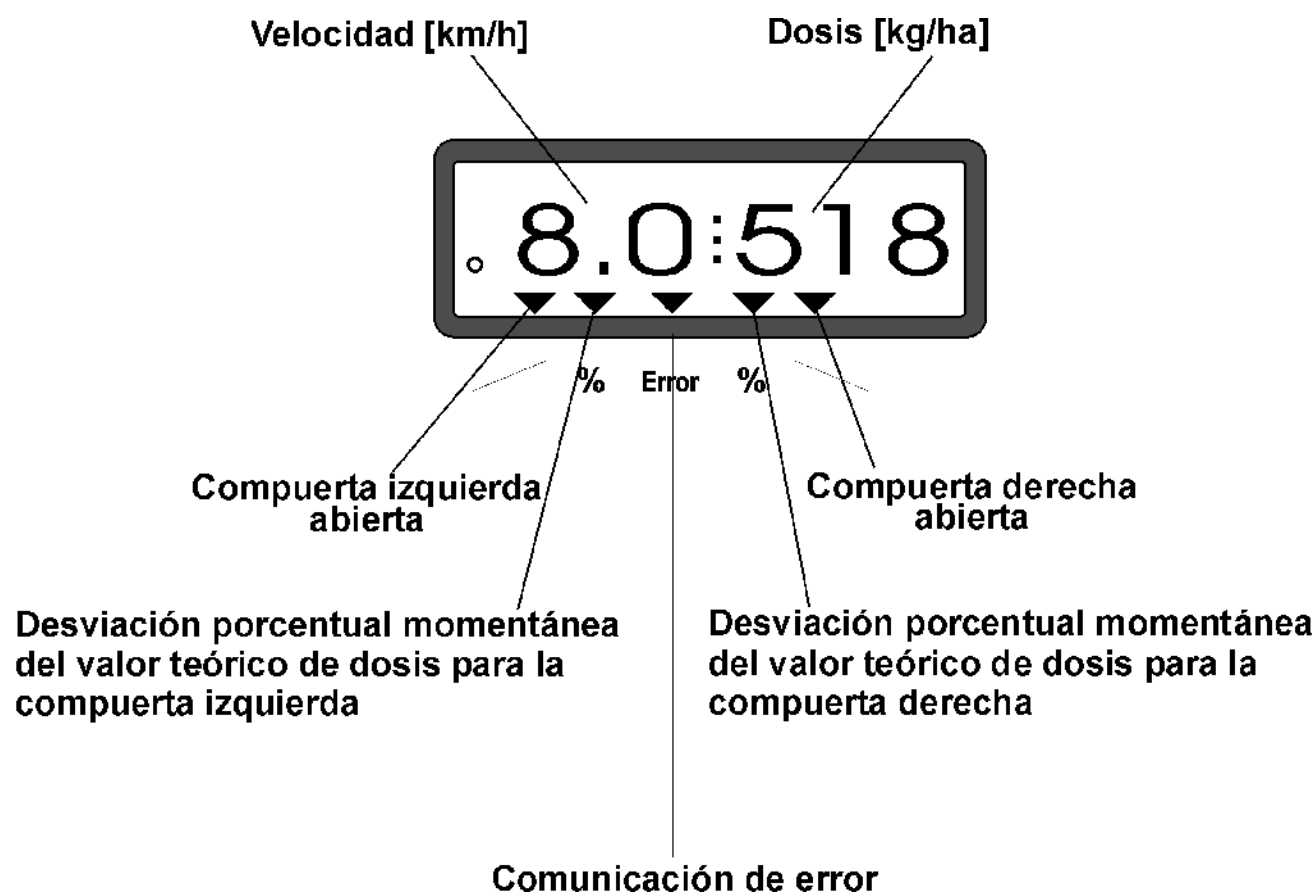 Velocidad [km/h]
Dosis [kg/ha]
8.0:518
% Error %
Compuerta izquierda
abierta
Compuerta derecha
abierta
Desviación porcentual momentánea
del valor teórico de dosis para la
compuerta izquierda
Desviación porcentual momentánea
del valor teórico de dosis para la
compuerta derecha
Comunicación de error